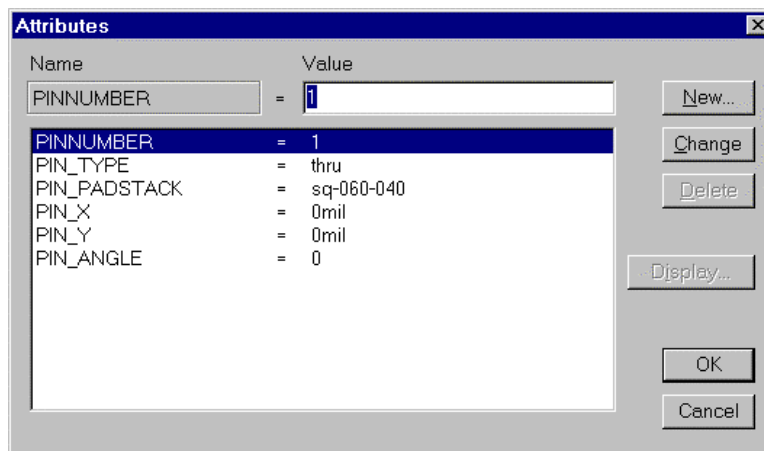 Attributes
Name Value
PINNUMBER = 1 New...
PINNUMBER = 1 Change
PIN_TYPE = thru
PIN_PADSTACK = sq-060-040 Delete
PIN_X = 0mil
PIN_Y = 0mil
PIN_ANGLE = 0
Display...
OK
Cancel